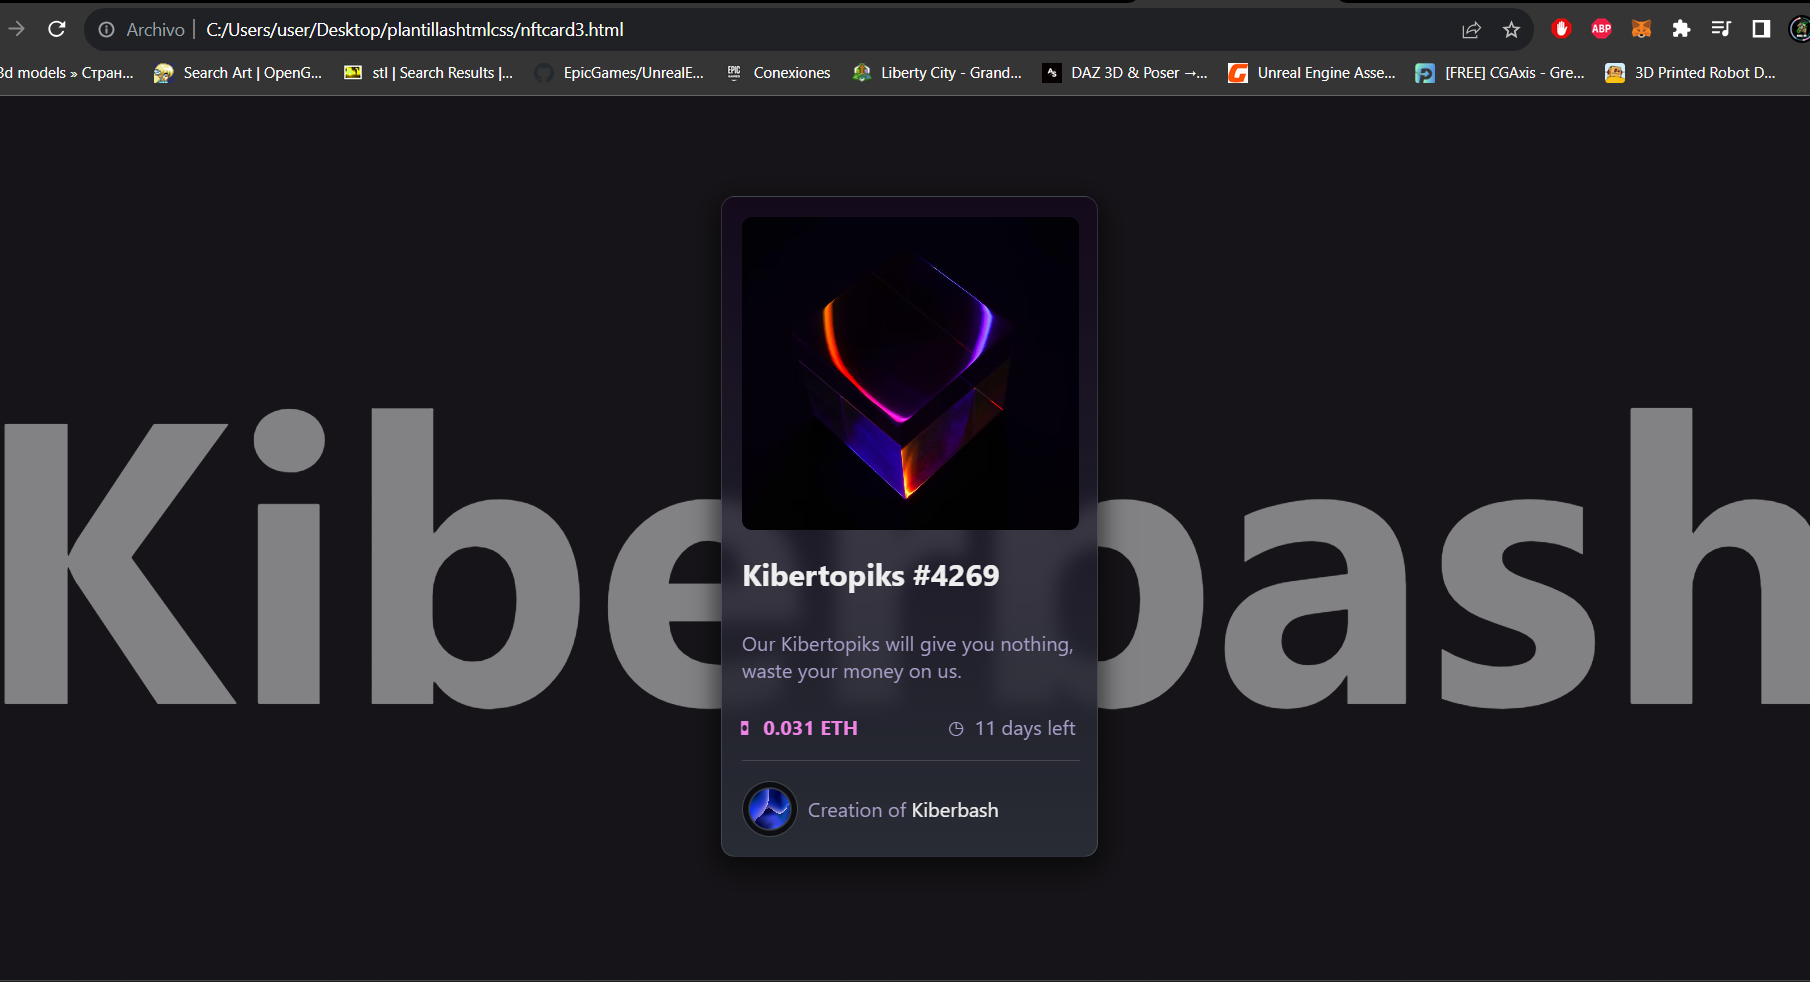 Archivo | C:/Users/user/Desktop/plantillashtmlcss/nftcard3.html
ABP
3d models » Стран... Search Art | OpenG... stl | Search Results |... EpicGames/UnrealE... EPIC GAMES Conexiones Liberty City - Grand... DAZ 3D & Poser →... Unreal Engine Asse... [FREE] CGAxis - Gre... 3D Printed Robot D...
Kiberbash
Kibertopiks #4269
Our Kibertopiks will give you nothing,
waste your money on us.
0.031 ETH 11 days left
Creation of Kiberbash